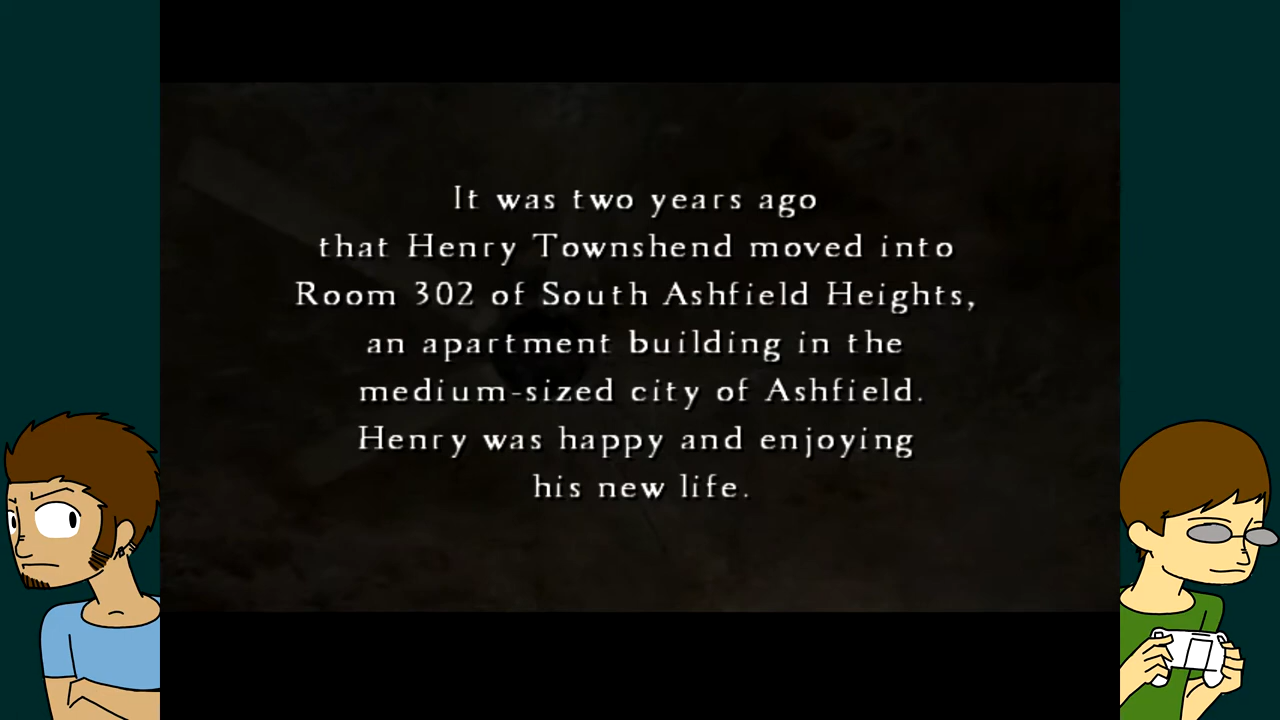 It was two years ago
that Henry Townshend moved into
Room 302 of South Ashfield Heights,
an apartment building in the
medium-sized city of Ashfield.
Henry was happy and enjoying
his new life.